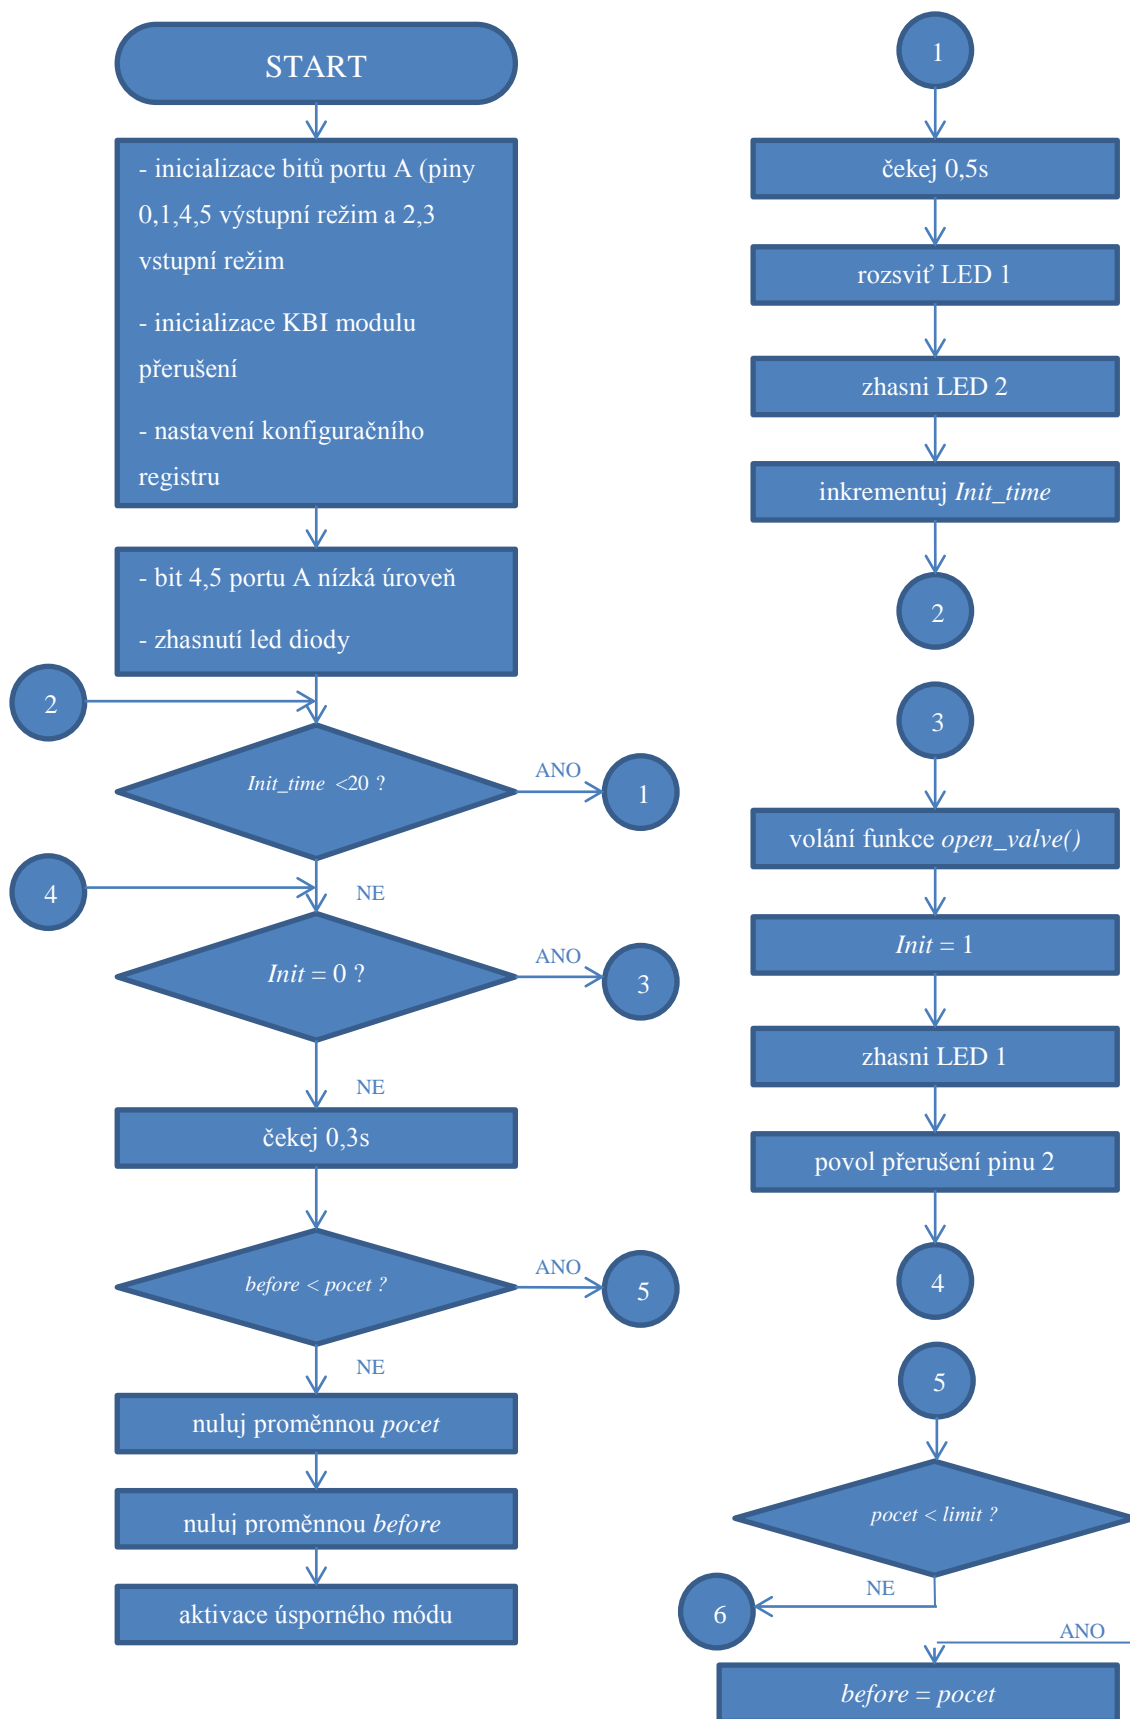 START
- inicializace bitů portu A (piny
0,1,4,5 výstupní režim a 2,3
vstupní režim
- inicializace KBI modulu
přerušení
- nastavení konfiguračního
registru
- bit 4,5 portu A nízká úroveň
- zhasnutí led diody
2
Init_time <20 ?
ANO
1
4
NE
Init = 0 ?
ANO
3
NE
čekej 0,3s
before < pocet ?
ANO
5
NE
nuluj proměnnou pocet
nuluj proměnnou before
aktivace úsporného módu
1
čekej 0,5s
rozsviť LED 1
zhasni LED 2
inkrementuj Init_time
2
3
volání funkce open_valve()
Init = 1
zhasni LED 1
povol přerušení pinu 2
4
5
pocet < limit ?
NE
6
ANO
before = pocet